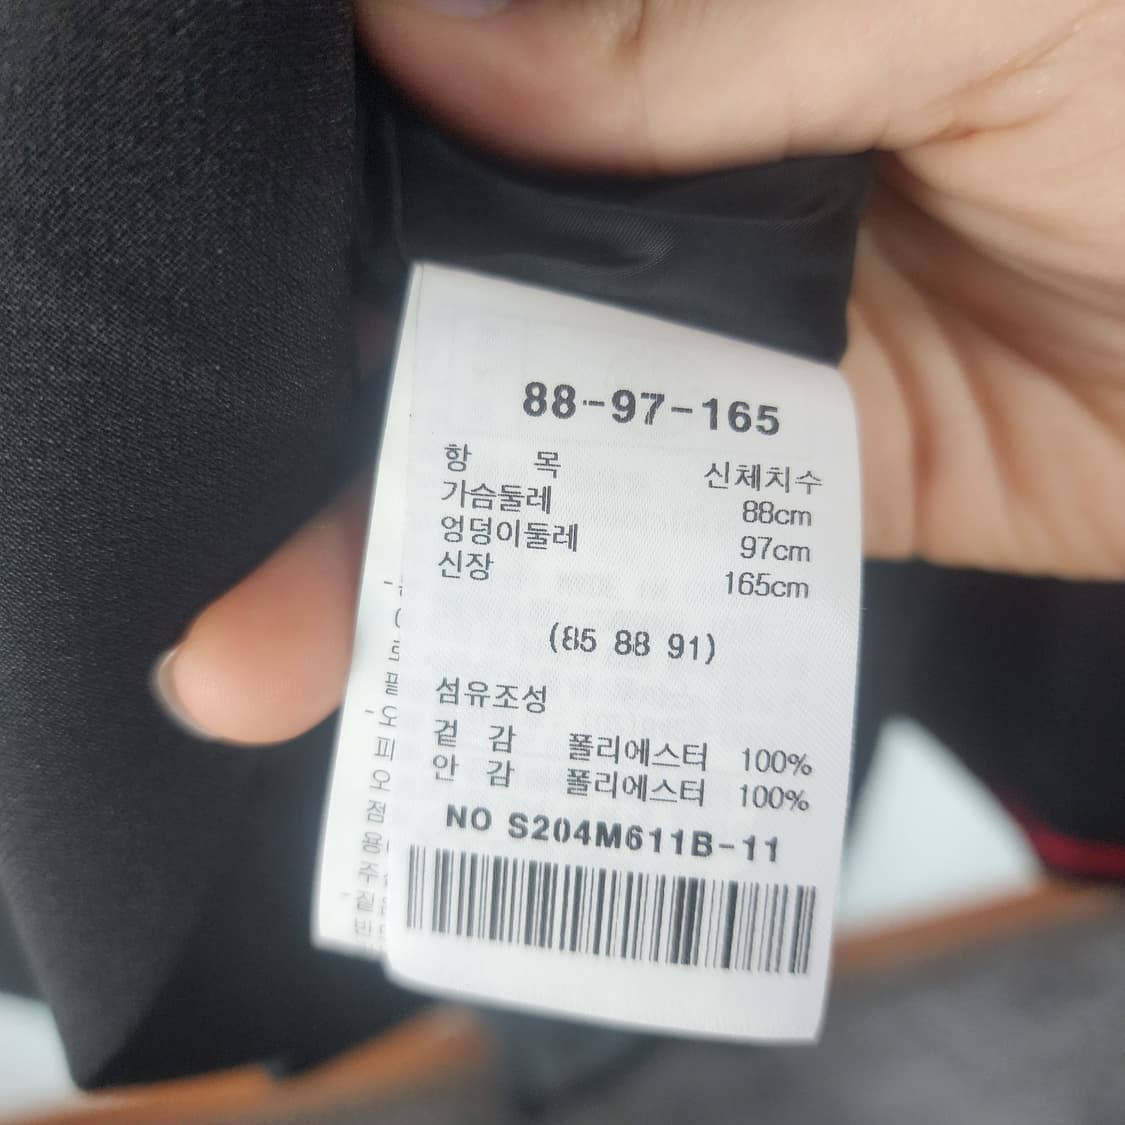 88-97-165
항 목 신체치수
가슴둘레 88cm
엉덩이둘레 97cm
신장 165cm
(85 88 91)
섬유조성
겉 감 폴리에스터 100%
안 감 폴리에스터 100%
NO S204M611B-11